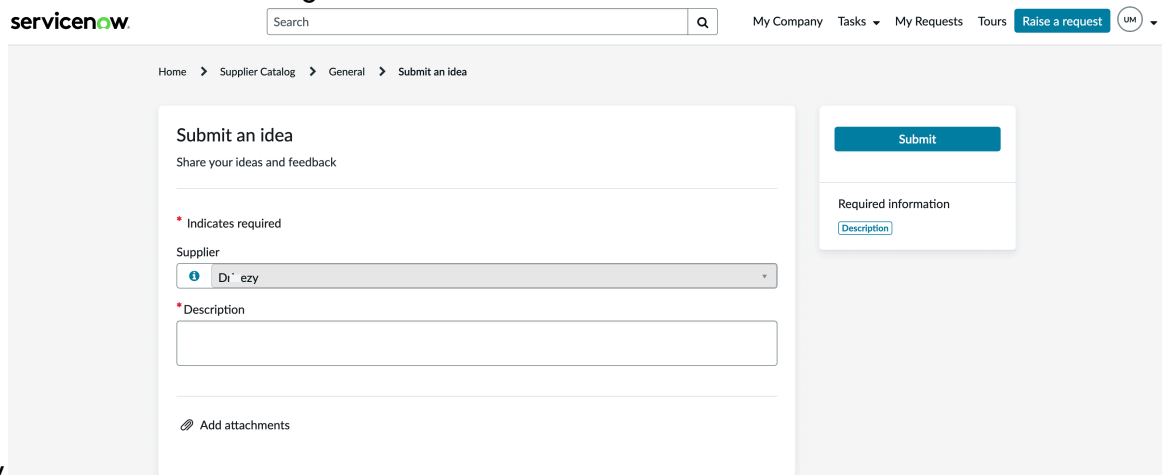 servicenow
Search
My Company Tasks My Requests Tours Raise a request UM
Home > Supplier Catalog > General > Submit an idea
Submit an idea
Share your ideas and feedback
* Indicates required
Supplier
* Description
Add attachments
Submit
Required information
Description